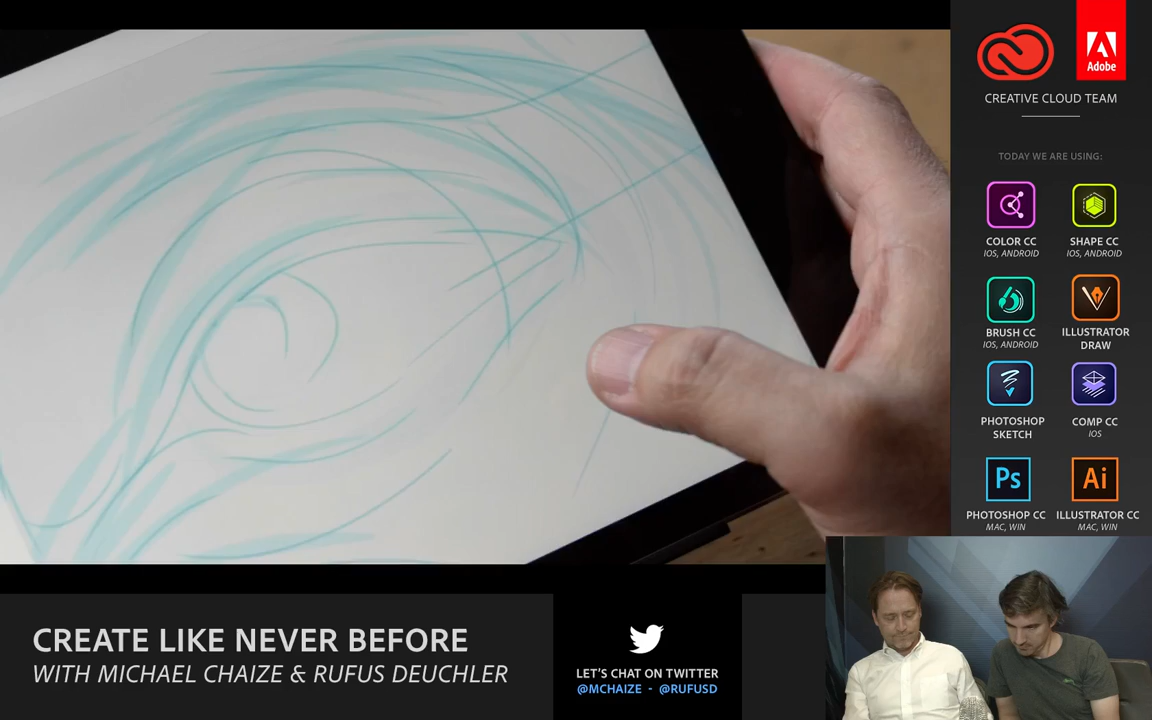 Adobe
CREATIVE CLOUD TEAM
TODAY WE ARE USING:
COLOR CC
IOS, ANDROID
SHAPE CC
IOS, ANDROID
BRUSH CC
IOS, ANDROID
ILLUSTRATOR
DRAW
PHOTOSHOP
SKETCH
COMP CC
IOS
Ps
PHOTOSHOP CC
MAC, WIN
Ai
ILLUSTRATOR CC
MAC, WIN
CREATE LIKE NEVER BEFORE
WITH MICHAEL CHAIZE & RUFUS DEUCHLER
LET'S CHAT ON TWITTER
@MCHAIZE - @RUFUSD